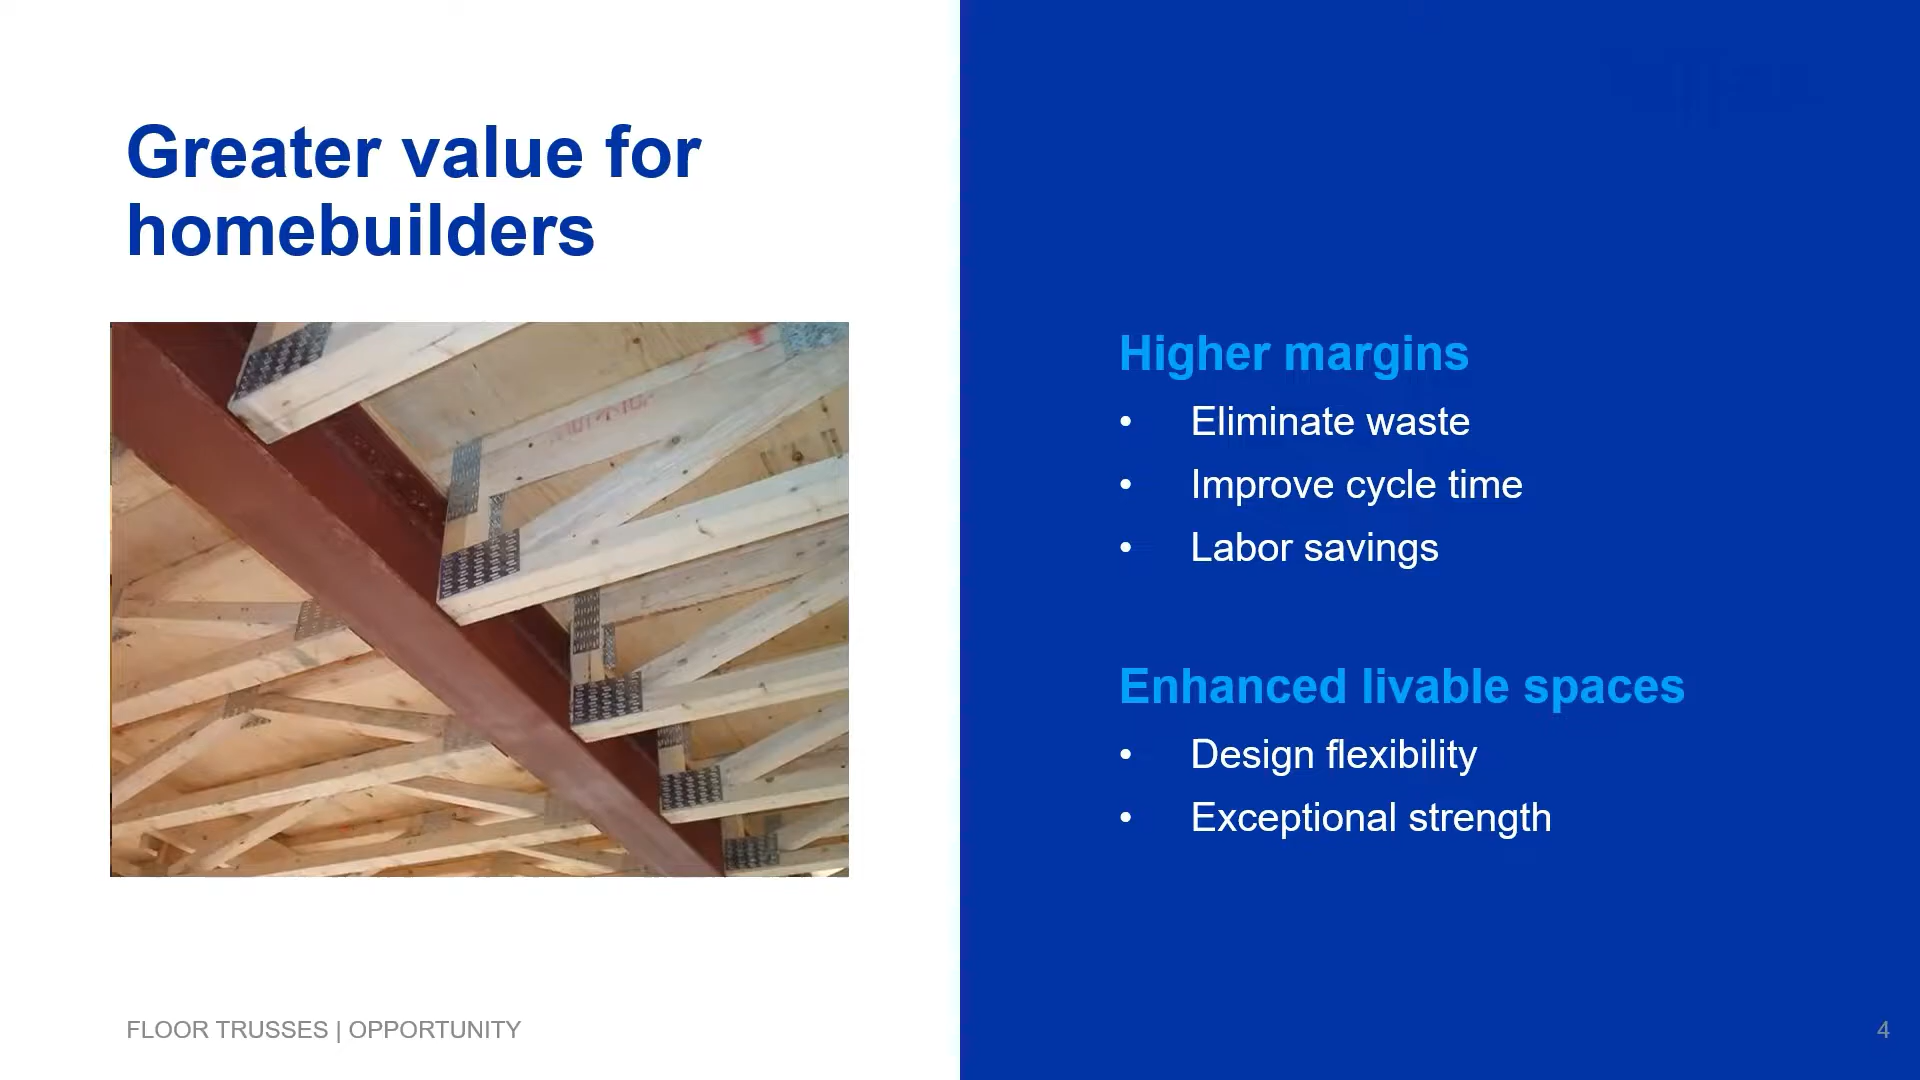 Greater value for
homebuilders
Higher margins
• Eliminate waste
• Improve cycle time
• Labor savings
Enhanced livable spaces
• Design flexibility
• Exceptional strength
FLOOR TRUSSES | OPPORTUNITY
4